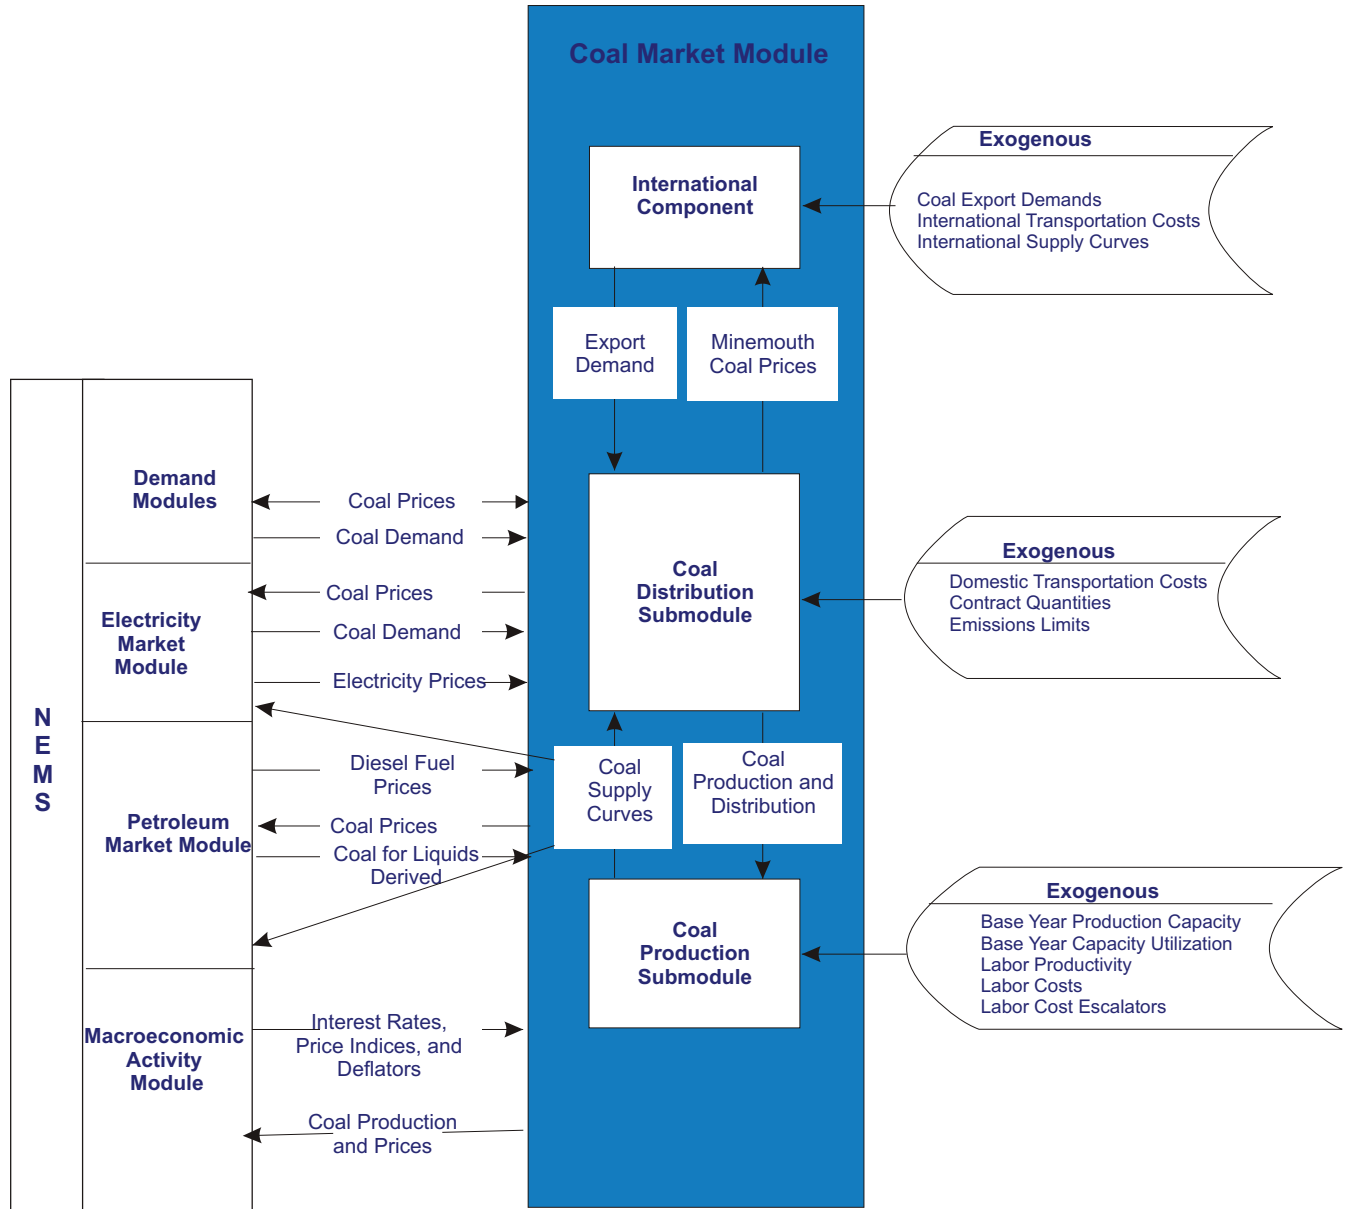 Coal Market Module
International
Component
Exogenous
Coal Export Demands
International Transportation Costs
International Supply Curves
Export
Demand
Minemouth
Coal Prices
N
E
M
S
Demand
Modules
Coal Prices
Coal Demand
Electricity
Market
Module
Coal Prices
Coal Demand
Electricity Prices
Coal
Distribution
Submodule
Exogenous
Domestic Transportation Costs
Contract Quantities
Emissions Limits
Petroleum
Market Module
Diesel Fuel
Prices
Coal Prices
Coal for Liquids
Derived
Coal
Supply
Curves
Coal
Production and
Distribution
Coal
Production
Submodule
Exogenous
Base Year Production Capacity
Base Year Capacity Utilization
Labor Productivity
Labor Costs
Labor Cost Escalators
Macroeconomic
Activity
Module
Interest Rates,
Price Indices, and
Deflators
Coal Production
and Prices